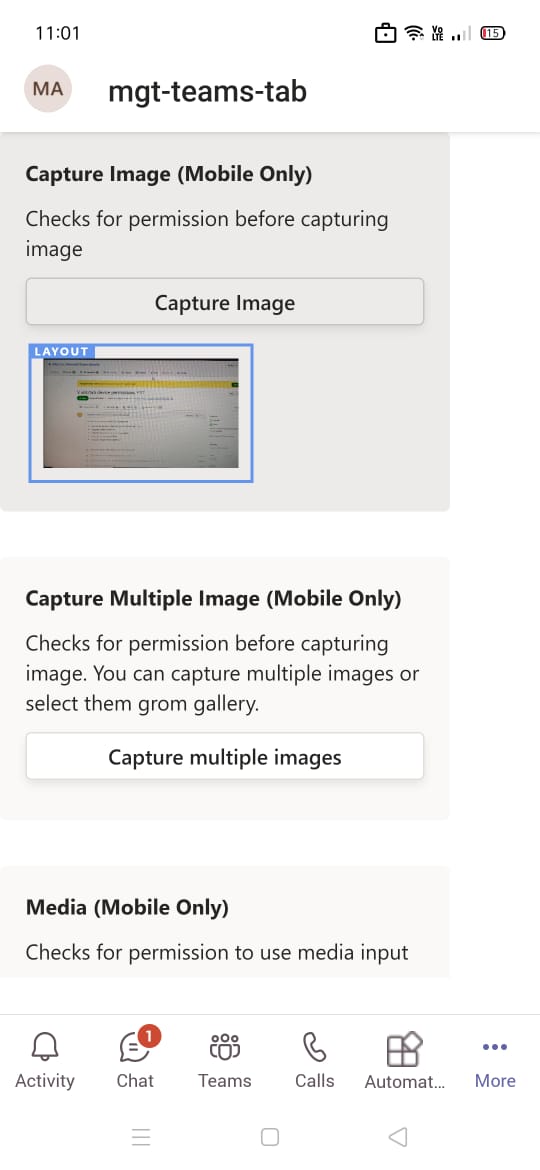 11:01
VO
LTE
15
MA
mgt-teams-tab
Capture Image (Mobile Only)
Checks for permission before capturing
image
Capture Image
LAYOUT
Capture Multiple Image (Mobile Only)
Checks for permission before capturing
image. You can capture multiple images or
select them grom gallery.
Capture multiple images
Media (Mobile Only)
Checks for permission to use media input
1
Activity
Chat
Teams
Calls
Automat...
More